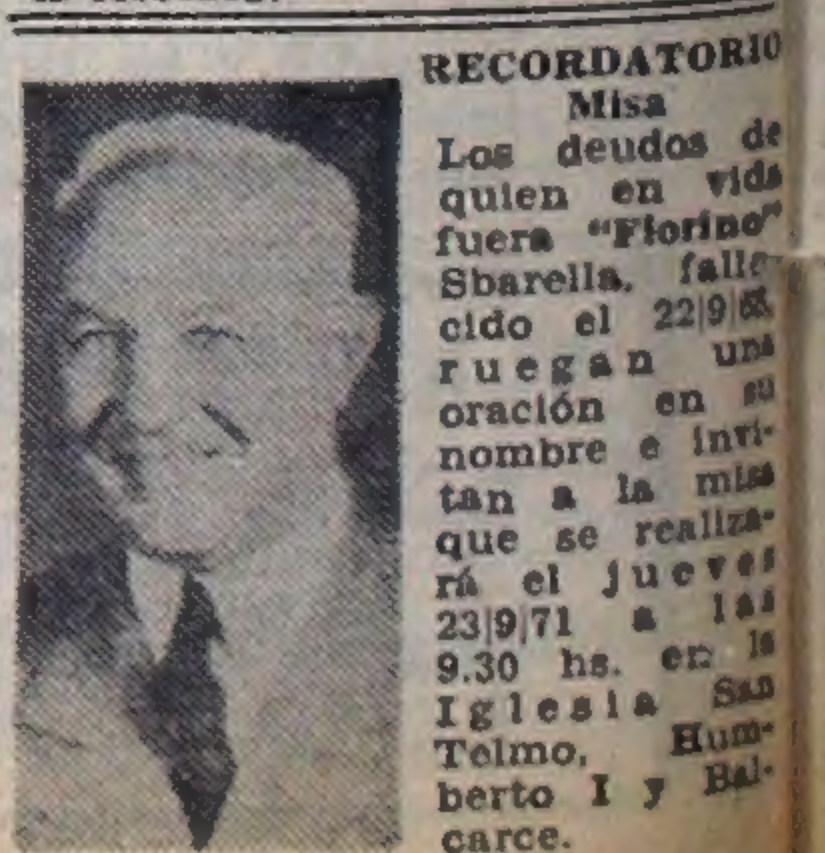 RECORDATORIO
Misa
Los deudos de
quien en vida
fuera "Florino"
Sbarella, falle-
cido el 22|9|
ruegan una
oración en su
nombre e invi-
tan a la misa
que se realiza-
rá el jueves
23|9|71 a las
9.30 hs. en la
Iglesia San
Telmo, Hum-
berto I y Bal-
carce.